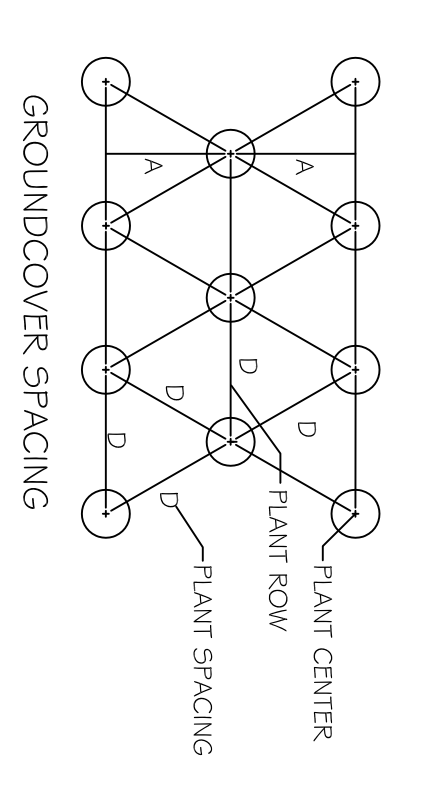 PLANT CENTER
PLANT ROW
PLANT SPACING
A
A
D
D
D
D
D
GROUNDCOVER SPACING